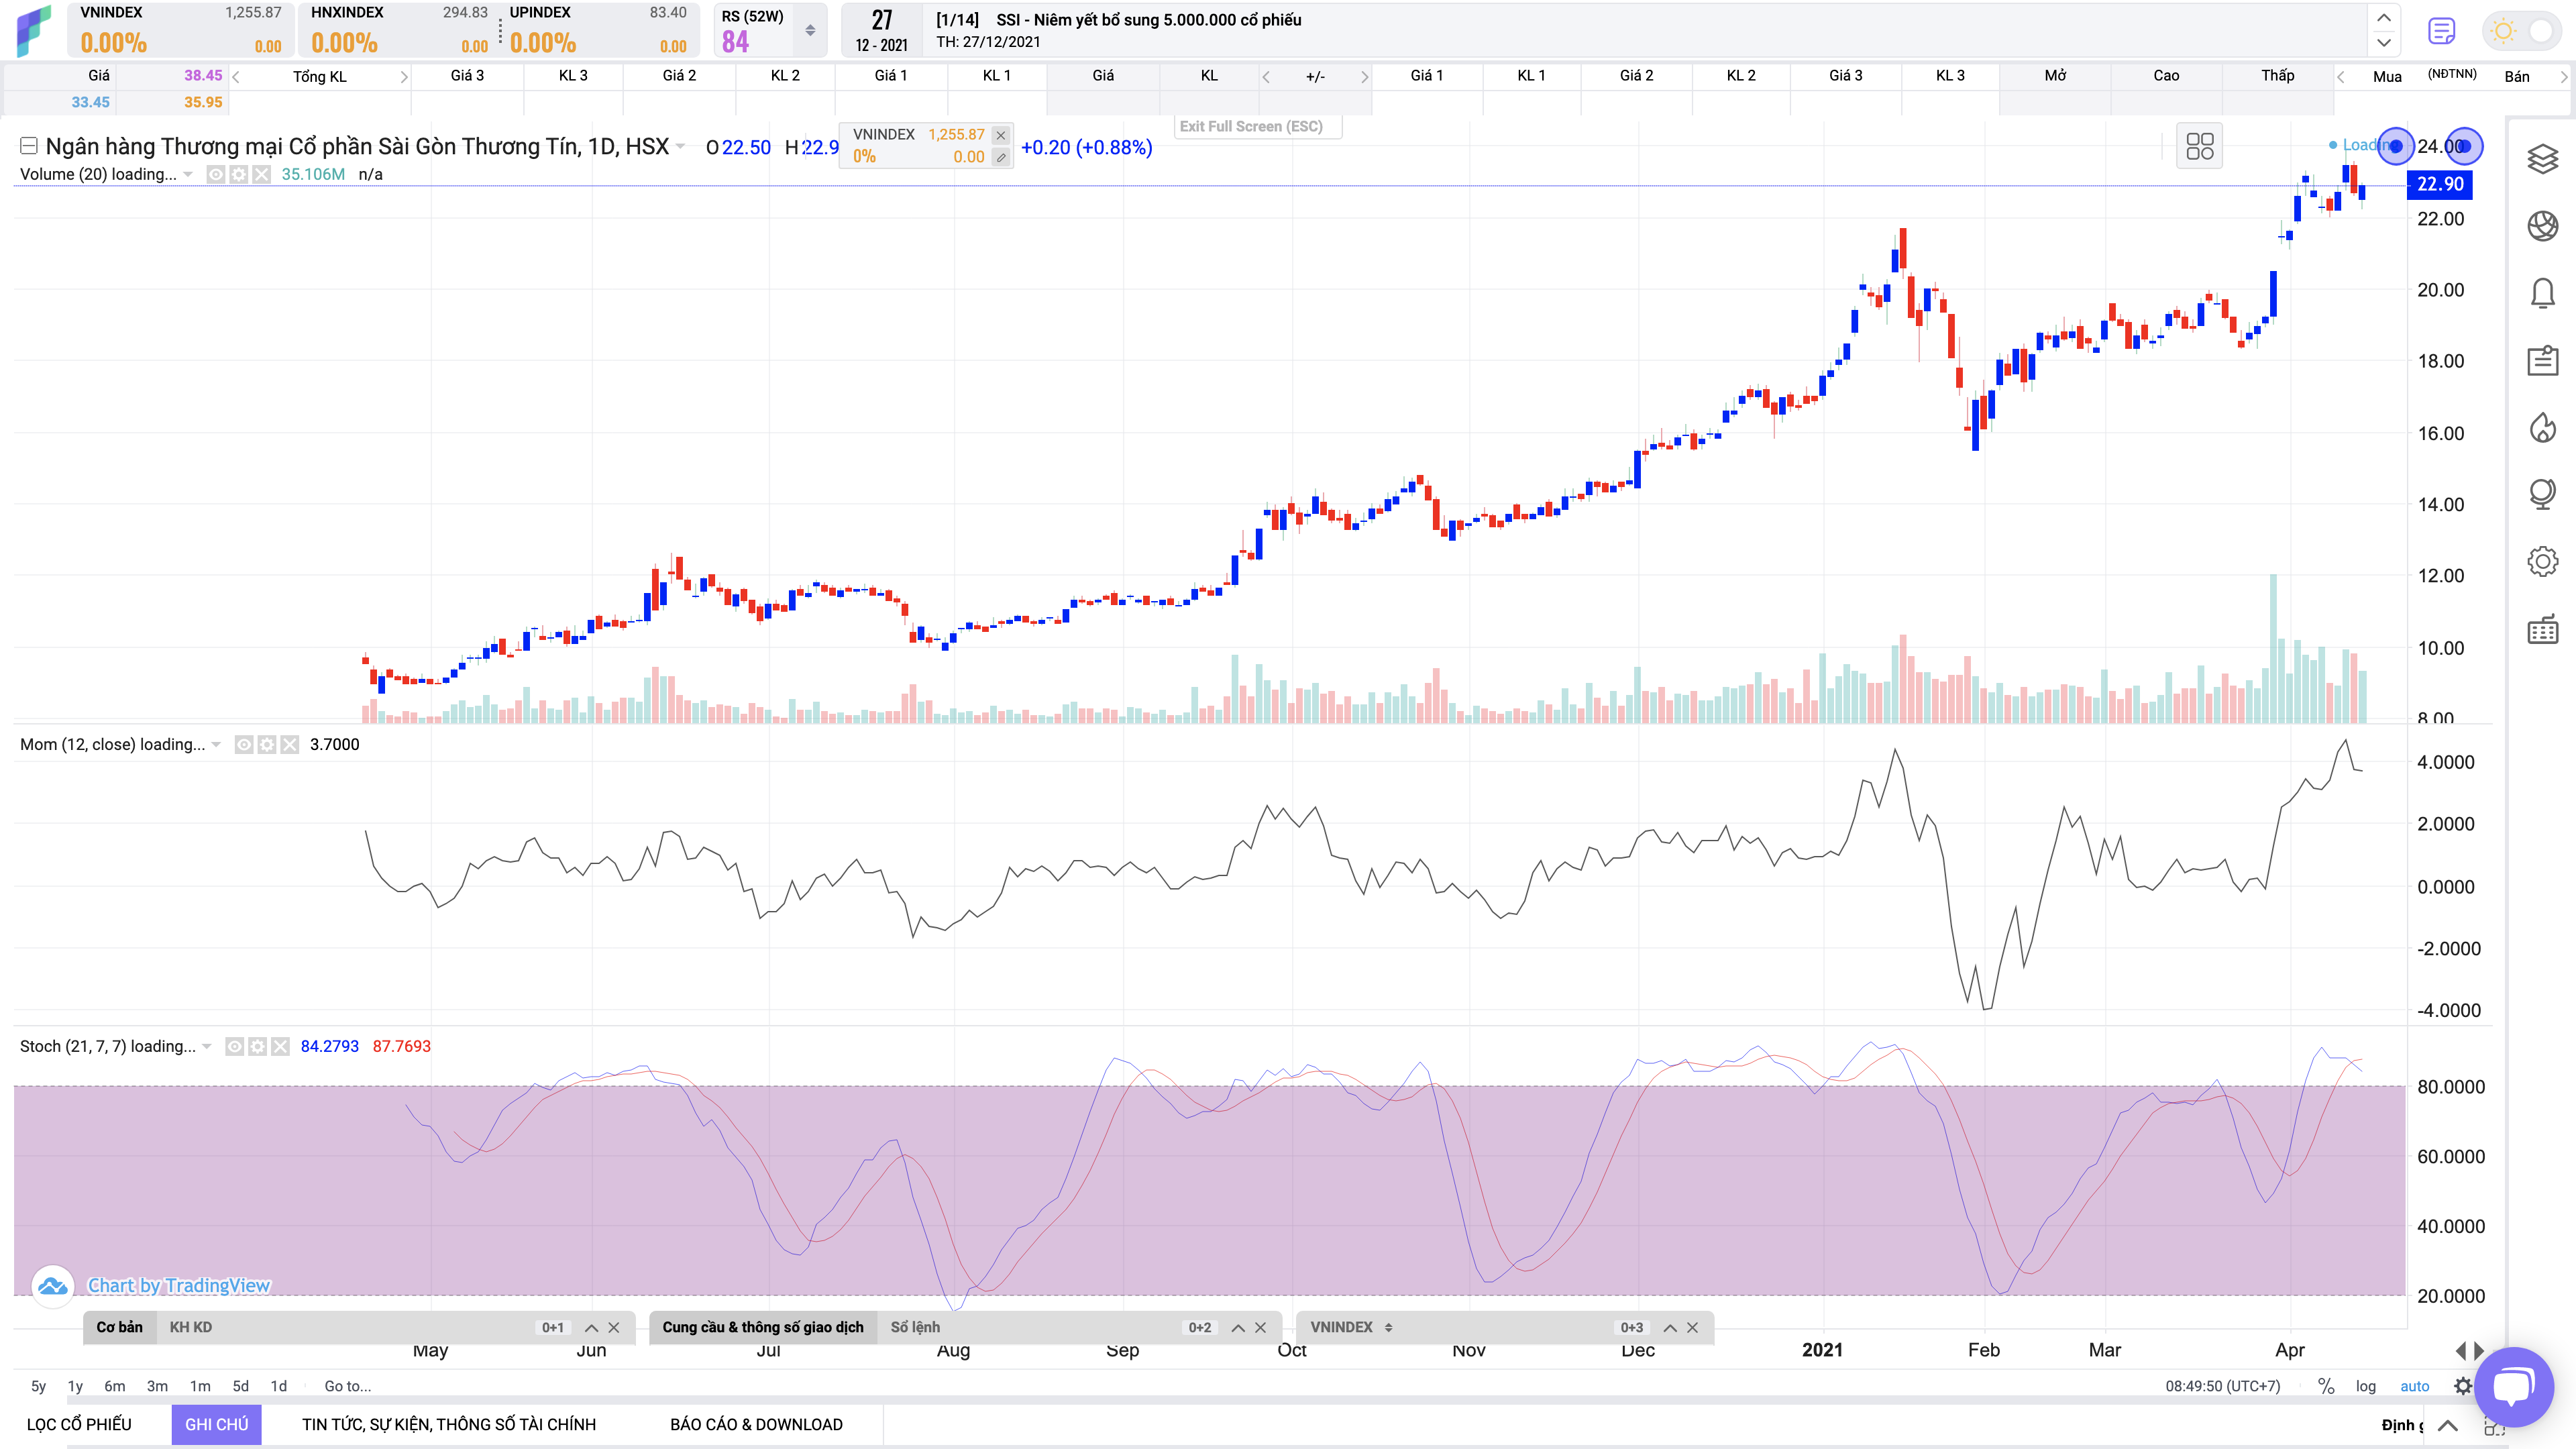 VNINDEX 1,255.87
0.00% 0.00
HNXINDEX 294.83
0.00% 0.00
UPINDEX 83.40
0.00% 0.00
RS (52W)
84
27
12 - 2021
[1/14] SSI - Niêm yết bổ sung 5.000.000 cổ phiếu
TH: 27/12/2021
Giá 38.45 Tổng KL Giá 3 KL 3 Giá 2 KL 2 Giá 1 KL 1 Giá KL +/- Giá 1 KL 1 Giá 2 KL 2 Giá 3 KL 3 Mở Cao Thấp Mua (NĐTNN) Bán
33.45 35.95
Exit Full Screen (ESC)
Ngân hàng Thương mại Cổ phần Sài Gòn Thương Tín, 1D, HSX O22.50 H22.9 +0.20 (+0.88%)
VNINDEX 1,255.87
0% 0.00
Volume (20) loading... 35.106M n/a
24.00
22.90
22.00
20.00
18.00
16.00
14.00
12.00
10.00
8.00
Mom (12, close) loading... 3.7000
4.0000
2.0000
0.0000
-2.0000
-4.0000
Stoch (21, 7, 7) loading... 84.2793 87.7693
80.0000
60.0000
40.0000
20.0000
Chart by TradingView
Cơ bản KH KD 0+1
Cung cầu & thông số giao dịch Sổ lệnh 0+2
VNINDEX 0+3
May Jun Jul Aug Sep Oct Nov Dec 2021 Feb Mar Apr
5y 1y 6m 3m 1m 5d 1d Go to... 08:49:50 (UTC+7) % log auto
LỌC CỔ PHIẾU GHI CHÚ TIN TỨC, SỰ KIỆN, THÔNG SỐ TÀI CHÍNH BÁO CÁO & DOWNLOAD Định